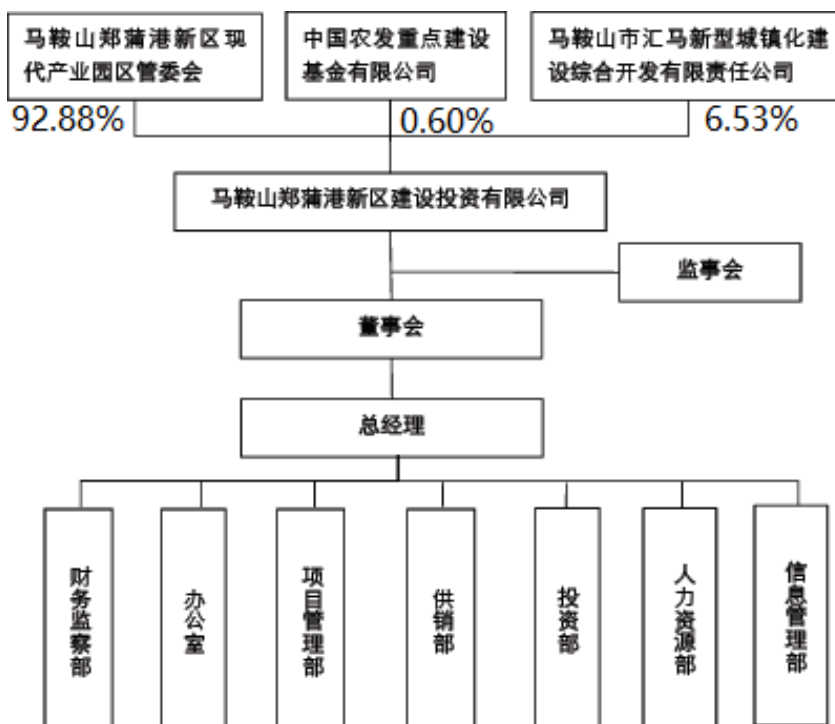 马鞍山郑蒲港新区现
代产业园区管委会
中国农发重点建设
基金有限公司
马鞍山市汇马新型城镇化建
设综合开发有限责任公司
92.88%
0.60%
6.53%
马鞍山郑蒲港新区建设投资有限公司
监事会
董事会
总经理
财务监察部
办公室
项目管理部
供销部
投资部
人力资源部
信息管理部